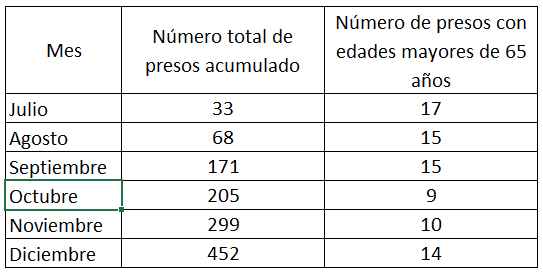 Mes
Número total de
presos acumulado
Número de presos con
edades mayores de 65
años
Julio 33 17
Agosto 68 15
Septiembre 171 15
Octubre 205 9
Noviembre 299 10
Diciembre 452 14